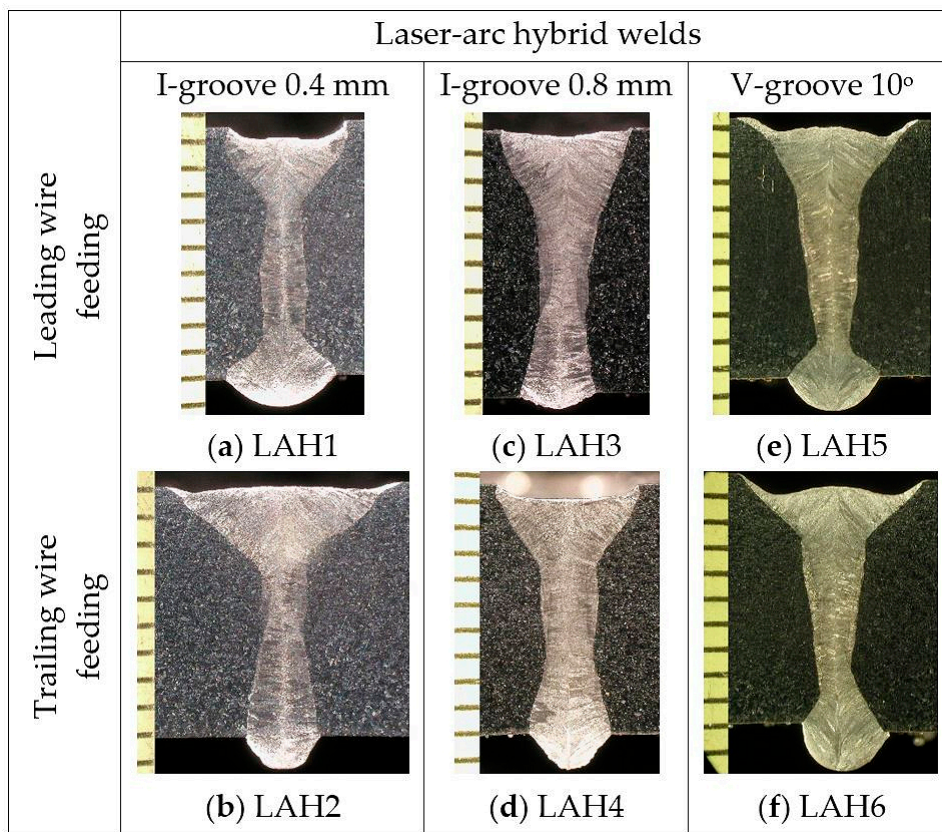 Laser-arc hybrid welds
I-groove 0.4 mm
I-groove 0.8 mm
V-groove 10º
Leading wire
feeding
(a) LAH1
(c) LAH3
(e) LAH5
Trailing wire
feeding
(b) LAH2
(d) LAH4
(f) LAH6